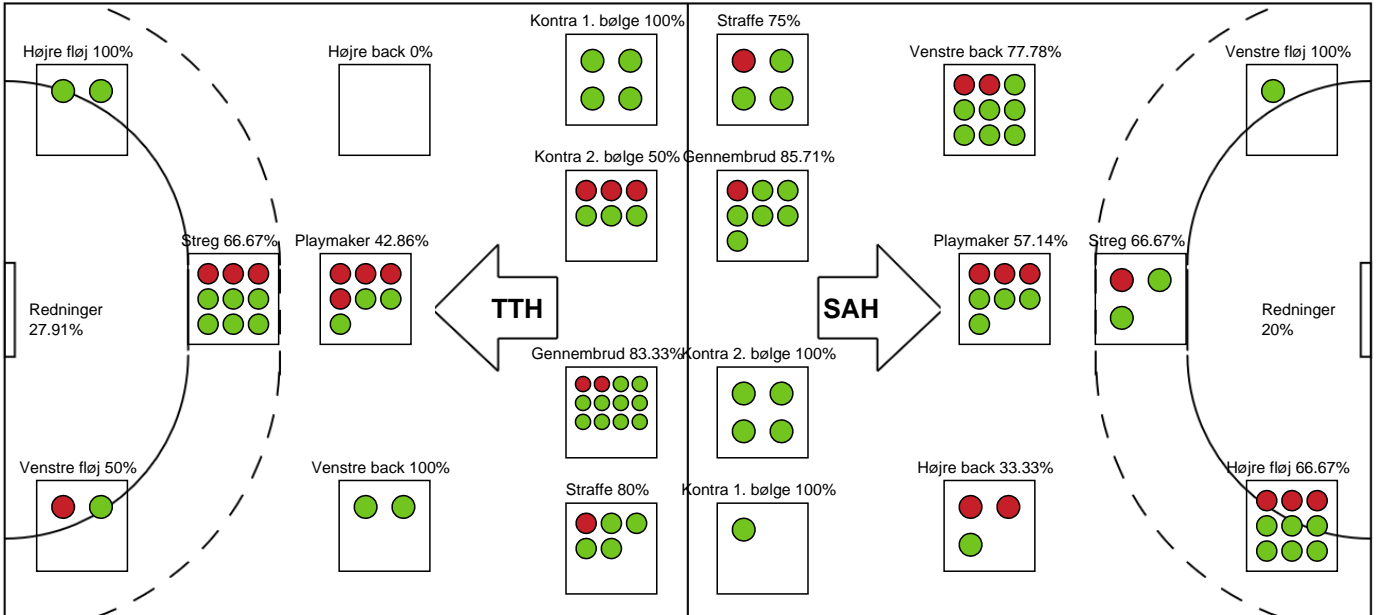 Kontra 1. bølge 100%
Straffe 75%
Højre fløj 100%
Højre back 0%
Venstre back 77.78%
Venstre fløj 100%
Kontra 2. bølge 50%
Gennembrud 85.71%
Streg 66.67%
Playmaker 42.86%
Playmaker 57.14%
Streg 66.67%
Redninger
27.91%
TTH
SAH
Redninger
20%
Gennembrud 83.33%
Kontra 2. bølge 100%
Venstre fløj 50%
Venstre back 100%
Straffe 80%
Kontra 1. bølge 100%
Højre back 33.33%
Højre fløj 66.67%